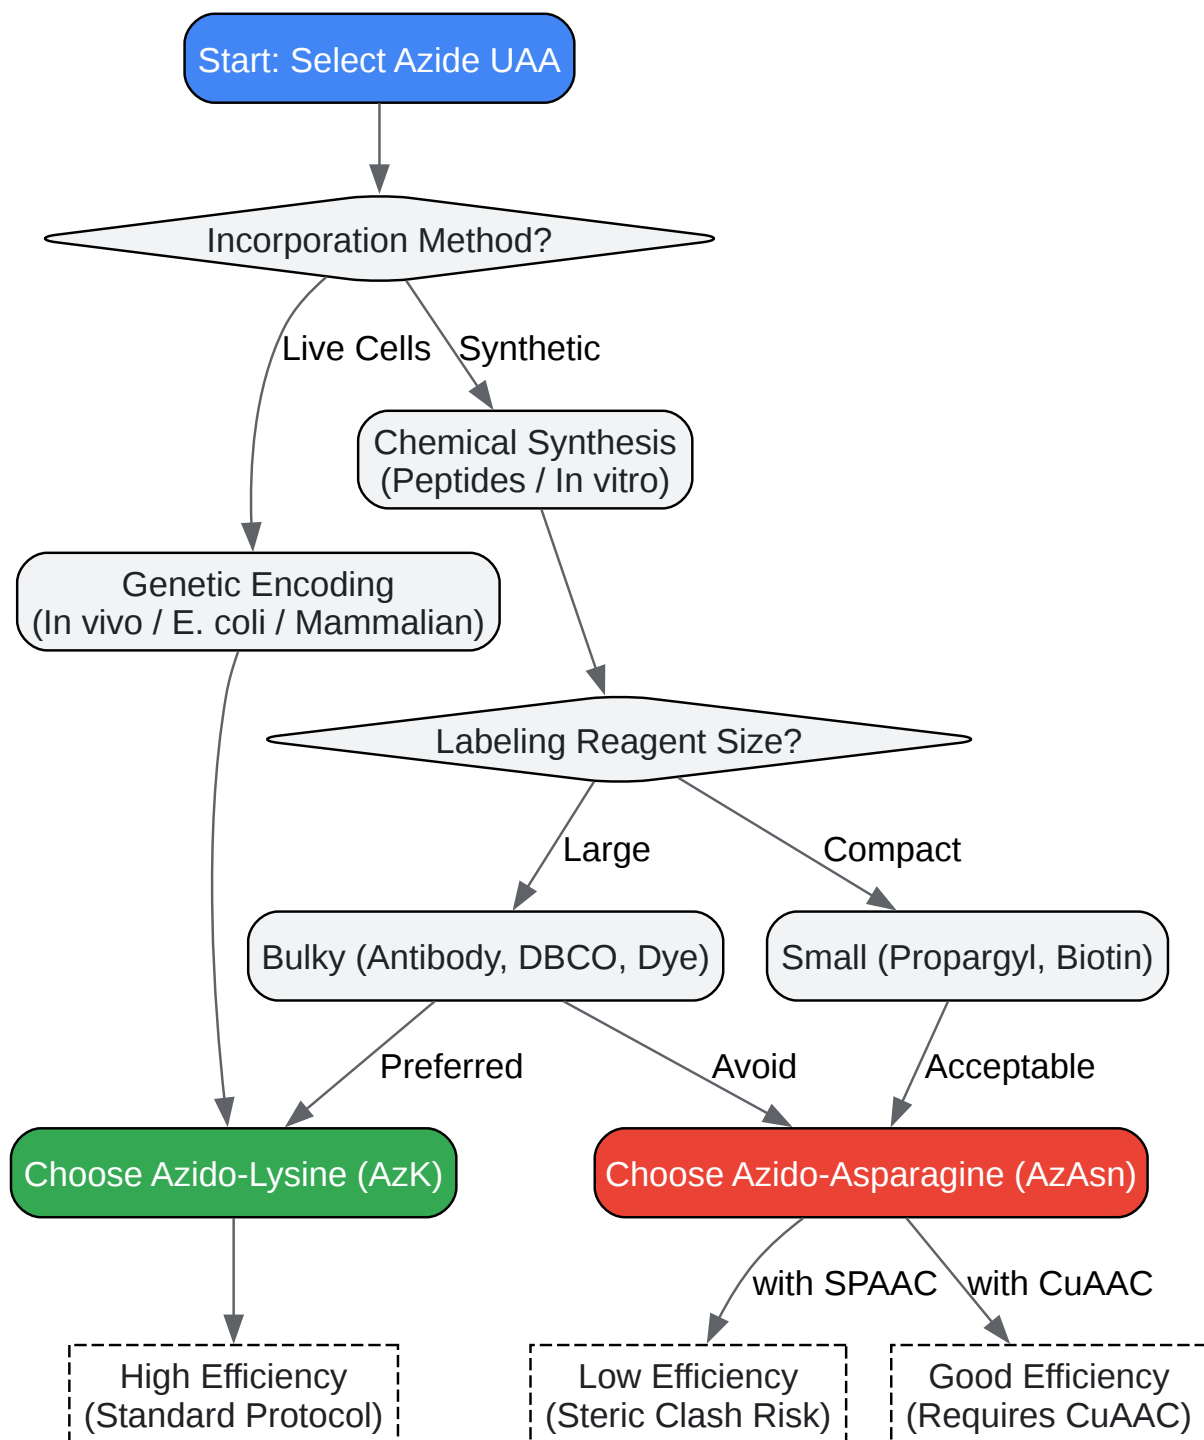 Start: Select Azide UAA
Incorporation Method?
Live Cells
Synthetic
Chemical Synthesis
(Peptides / In vitro)
Genetic Encoding
(In vivo / E. coli / Mammalian)
Labeling Reagent Size?
Large
Compact
Bulky (Antibody, DBCO, Dye)
Small (Propargyl, Biotin)
Preferred
Avoid
Acceptable
Choose Azido-Lysine (AzK)
Choose Azido-Asparagine (AzAsn)
with SPAAC
with CuAAC
High Efficiency
(Standard Protocol)
Low Efficiency
(Steric Clash Risk)
Good Efficiency
(Requires CuAAC)